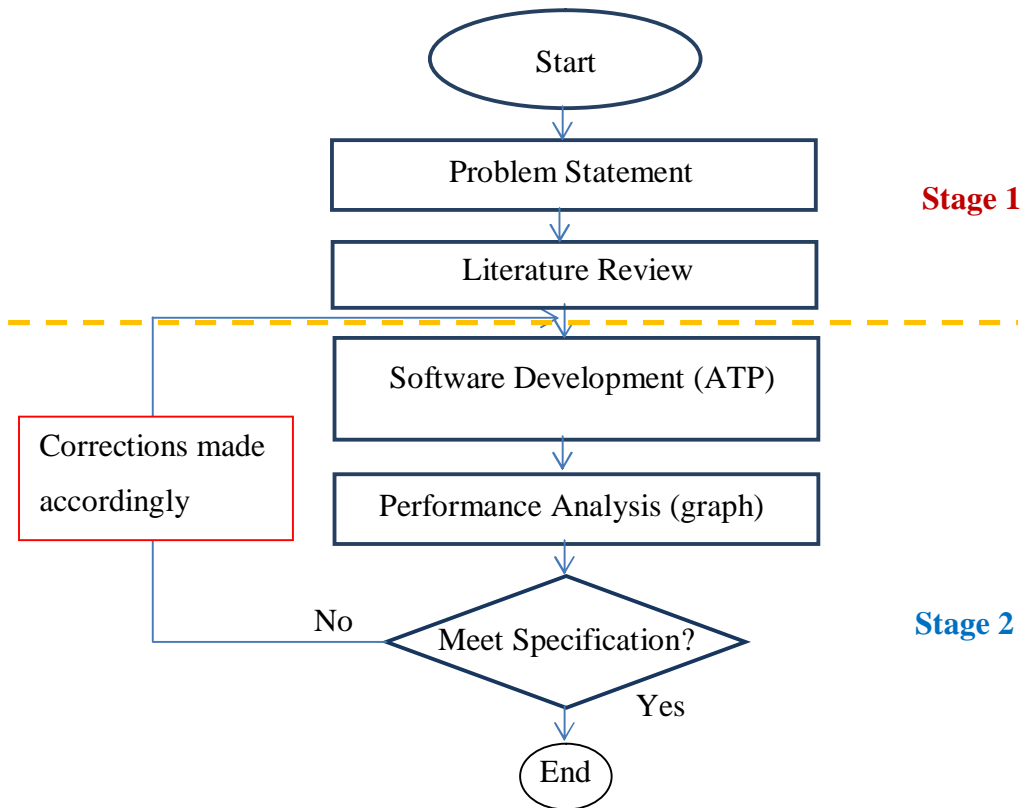 Start
Problem Statement
Stage 1
Literature Review
Software Development (ATP)
Corrections made
accordingly
Performance Analysis (graph)
No
Meet Specification?
Stage 2
Yes
End